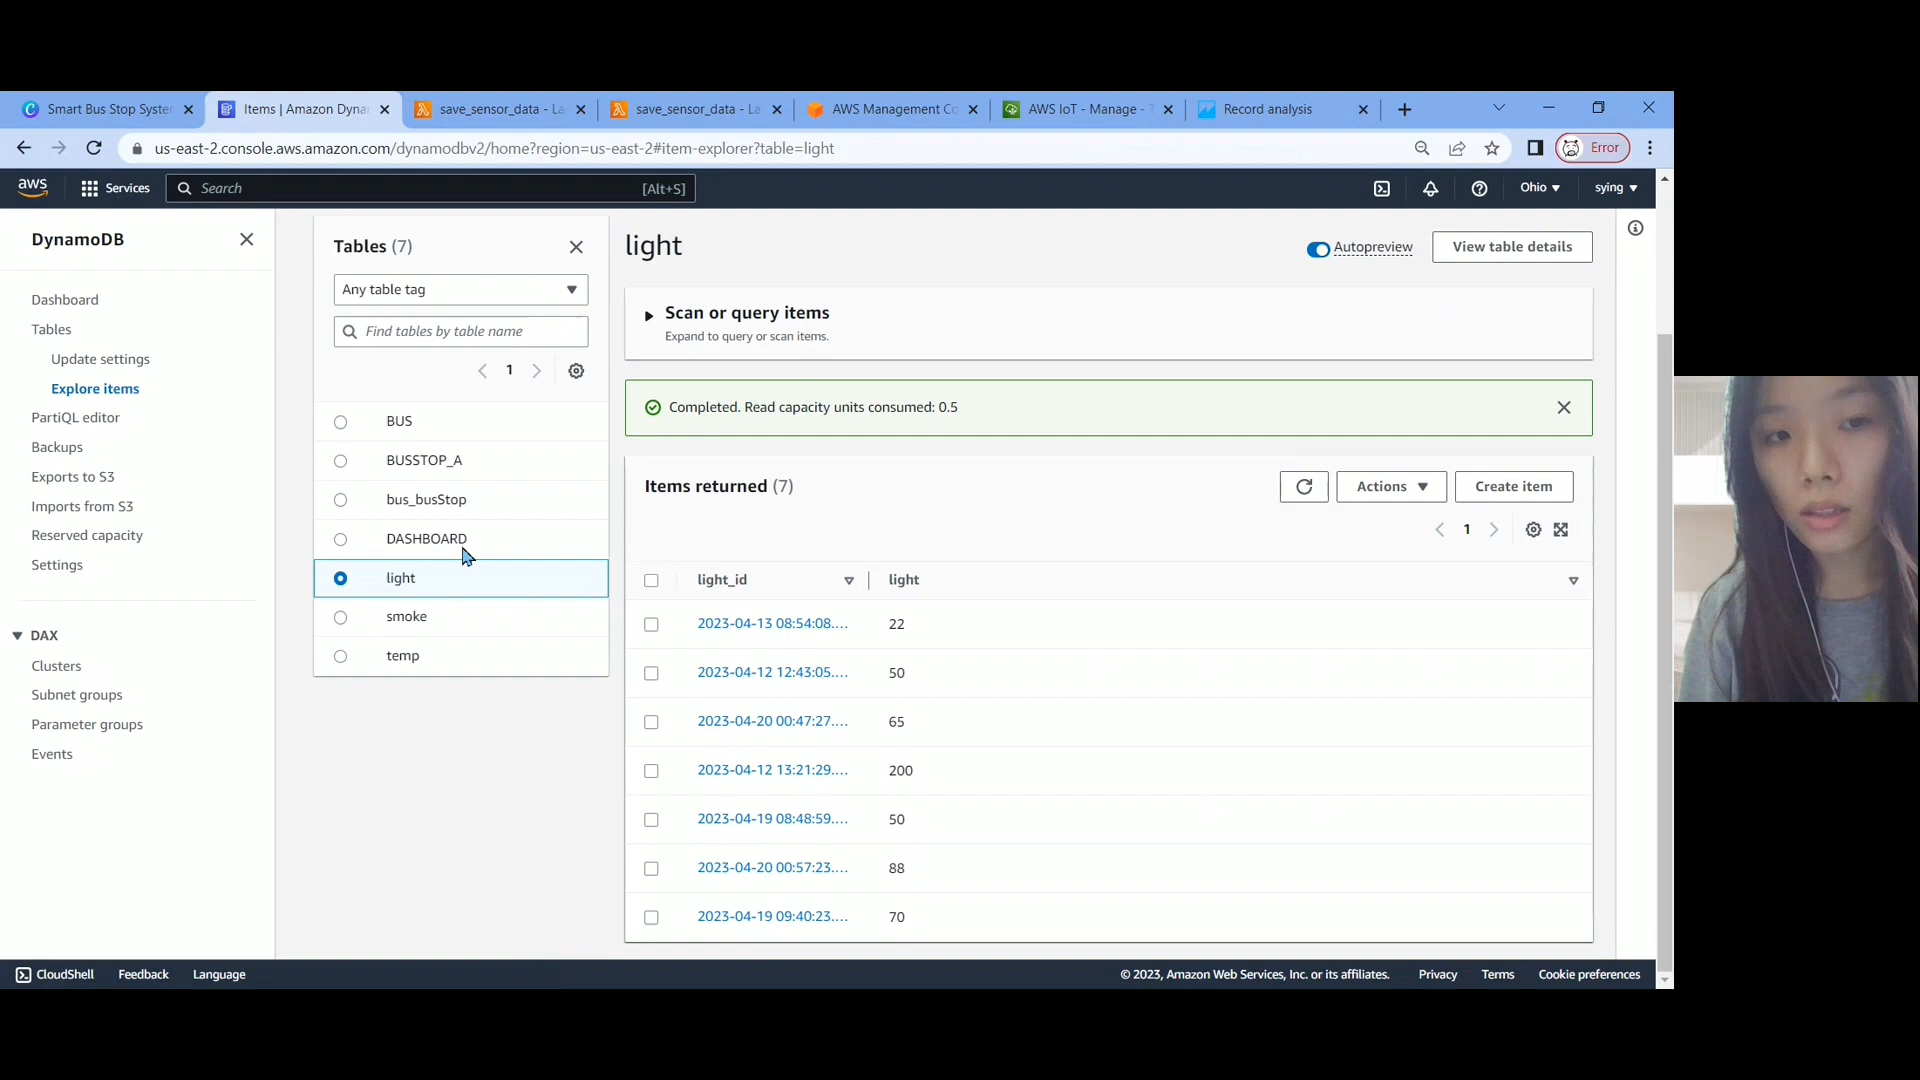 Smart Bus Stop Syste
Items | Amazon Dyna
save_sensor_data - La
save_sensor_data - La
AWS Management Co
AWS IoT - Manage - T
Record analysis
us-east-2.console.aws.amazon.com/dynamodbv2/home?region=us-east-2#item-explorer?table=light
Error
aws
Services
Search
[Alt+S]
Ohio
sying
DynamoDB
Dashboard
Tables
Update settings
Explore items
PartiQL editor
Backups
Exports to S3
Imports from S3
Reserved capacity
Settings
DAX
Clusters
Subnet groups
Parameter groups
Events
Tables (7)
Any table tag
Find tables by table name
1
BUS
BUSSTOP_A
bus_busStop
DASHBOARD
light
smoke
temp
light
Autopreview
View table details
Scan or query items
Expand to query or scan items.
Completed. Read capacity units consumed: 0.5
Items returned (7)
Actions
Create item
1
light_id light
2023-04-13 08:54:08.... 22
2023-04-12 12:43:05.... 50
2023-04-20 00:47:27.... 65
2023-04-12 13:21:29.... 200
2023-04-19 08:48:59.... 50
2023-04-20 00:57:23.... 88
2023-04-19 09:40:23.... 70
CloudShell Feedback Language
© 2023, Amazon Web Services, Inc. or its affiliates. Privacy Terms Cookie preferences